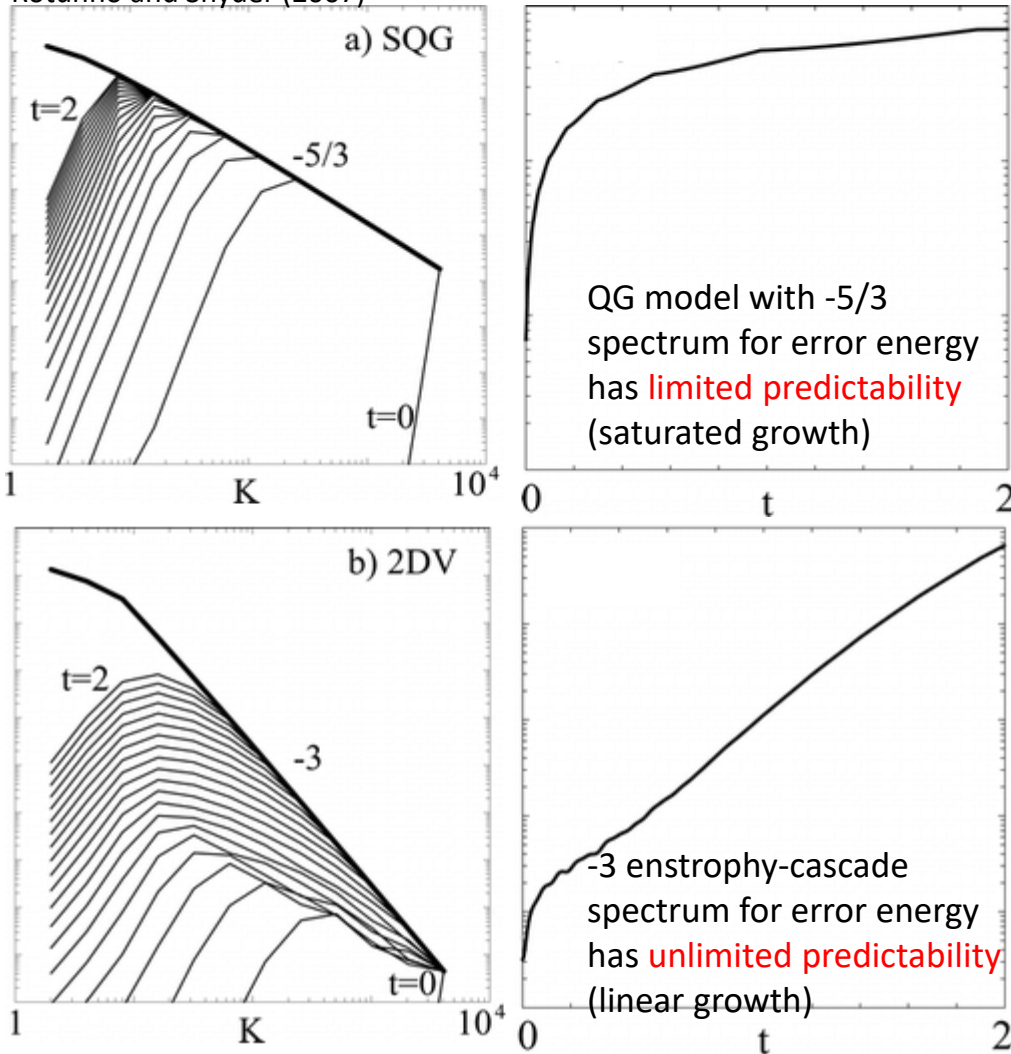 a) SQG
t=2
-5/3
t=0
1
K
10⁴
QG model with -5/3
spectrum for error energy
has limited predictability
(saturated growth)
0
t
2
b) 2DV
t=2
-3
t=0
1
K
10⁴
-3 enstrophy-cascade
spectrum for error energy
has unlimited predictability
(linear growth)
0
t
2